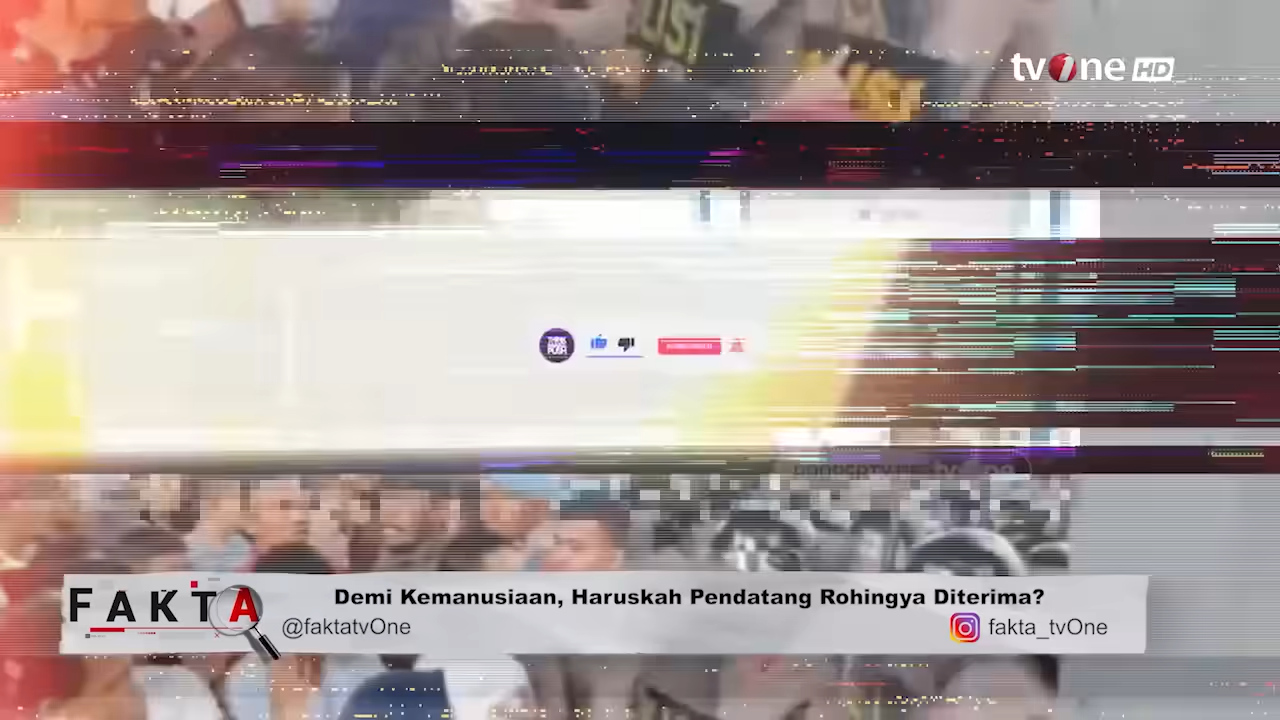 tvOne HD
FAKTA
Demi Kemanusiaan, Haruskah Pendatang Rohingya Diterima?
@faktatvOne
fakta_tvOne